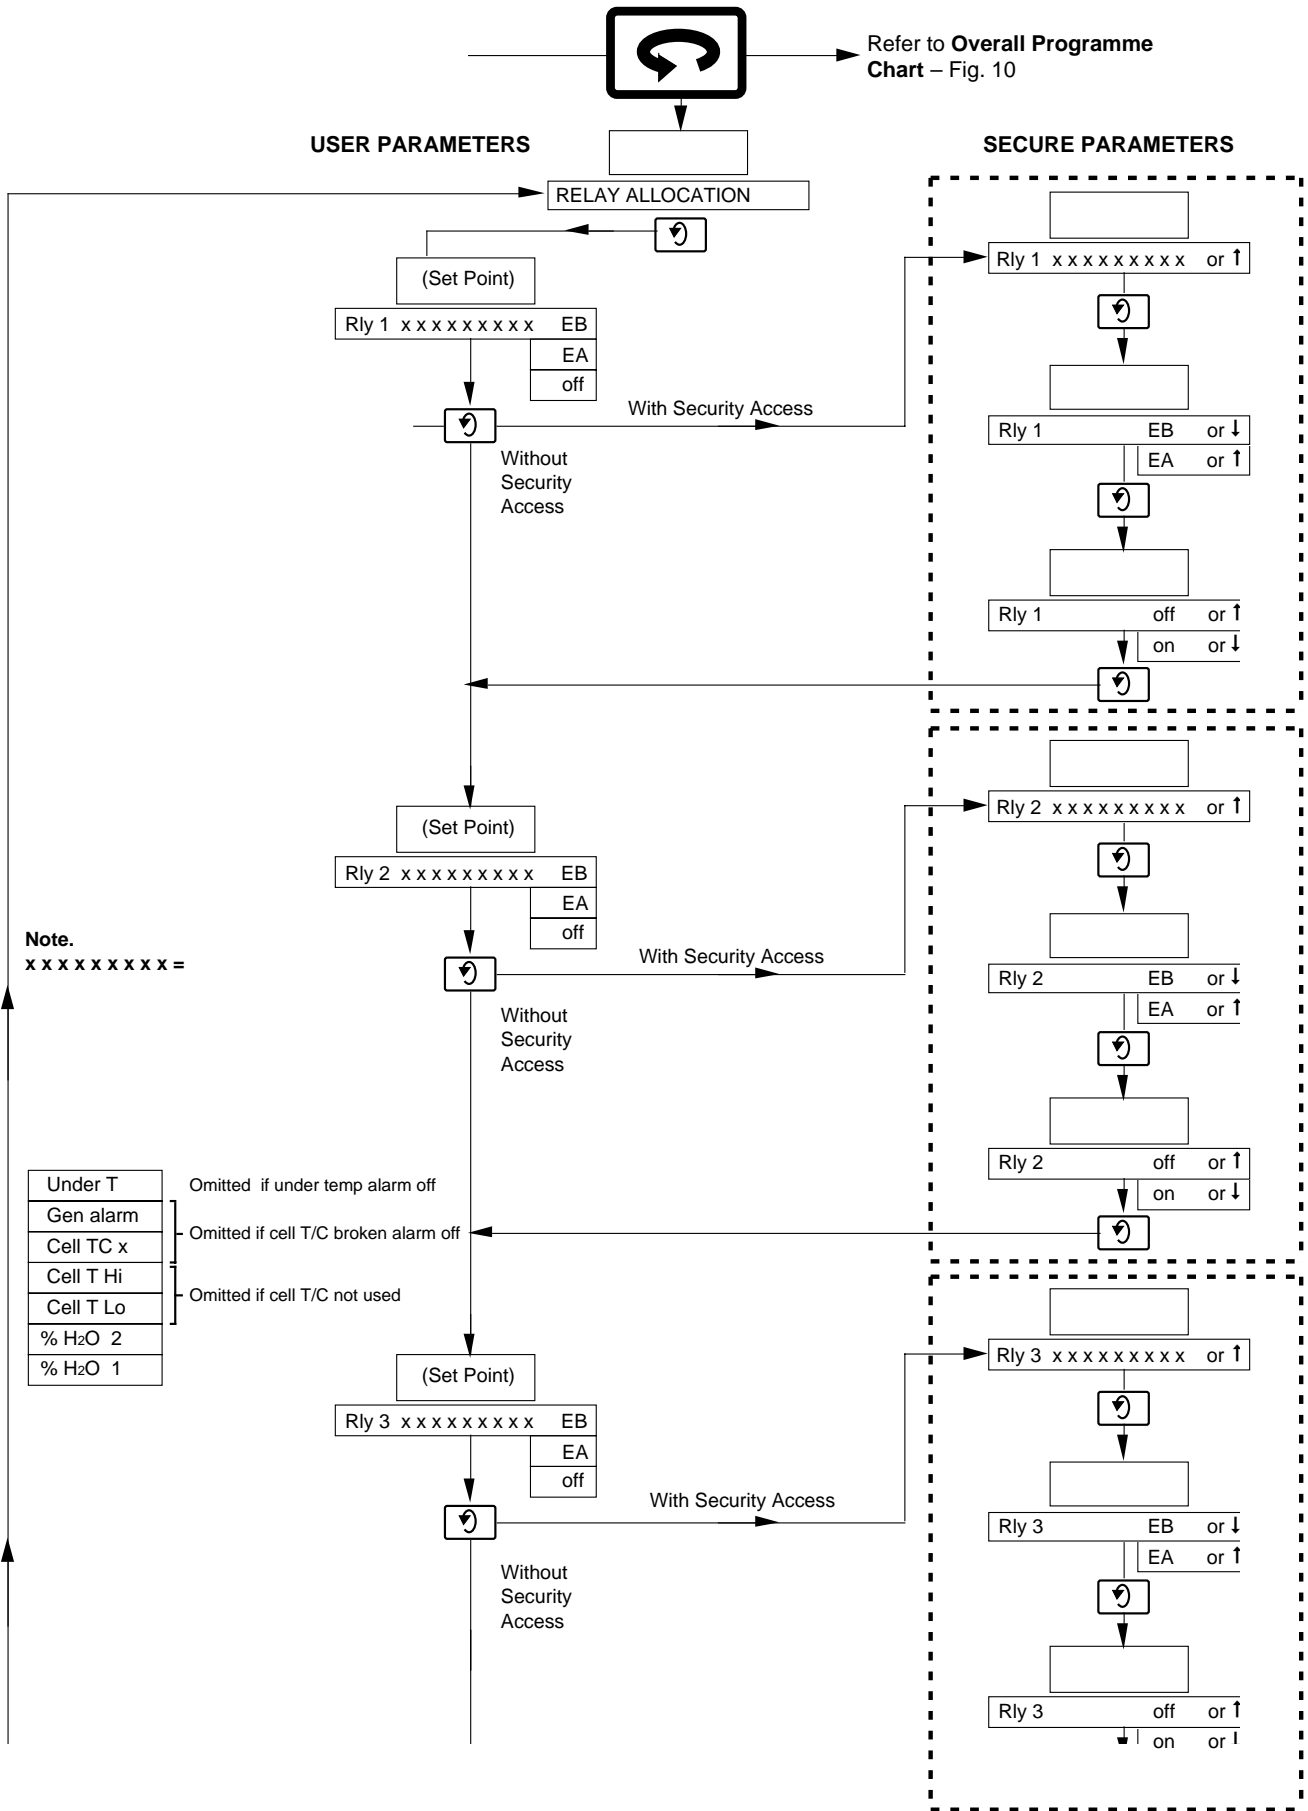 Refer to Overall Programme
Chart – Fig. 10
USER PARAMETERS
SECURE PARAMETERS
RELAY ALLOCATION
(Set Point)
Rly 1 x x x x x x x x x EB
EA
off
With Security Access
Without
Security
Access
Rly 1 x x x x x x x x x or ↑
Rly 1 EB or ↓
EA or ↑
Rly 1 off or ↑
on or ↓
(Set Point)
Rly 2 x x x x x x x x x EB
EA
off
With Security Access
Without
Security
Access
Rly 2 x x x x x x x x x or ↑
Rly 2 EB or ↓
EA or ↑
Rly 2 off or ↑
on or ↓
Note.
x x x x x x x x x =
Under T Omitted if under temp alarm off
Gen alarm
Omitted if cell T/C broken alarm off
Cell TC x
Cell T Hi
Omitted if cell T/C not used
Cell T Lo
% H2O 2
% H2O 1
(Set Point)
Rly 3 x x x x x x x x x EB
EA
off
With Security Access
Without
Security
Access
Rly 3 x x x x x x x x x or ↑
Rly 3 EB or ↓
EA or ↑
Rly 3 off or ↑
on or ↓